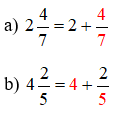 a) 2 4/7 = 2 + 4/7
b) 4 2/5 = 4 + 2/5